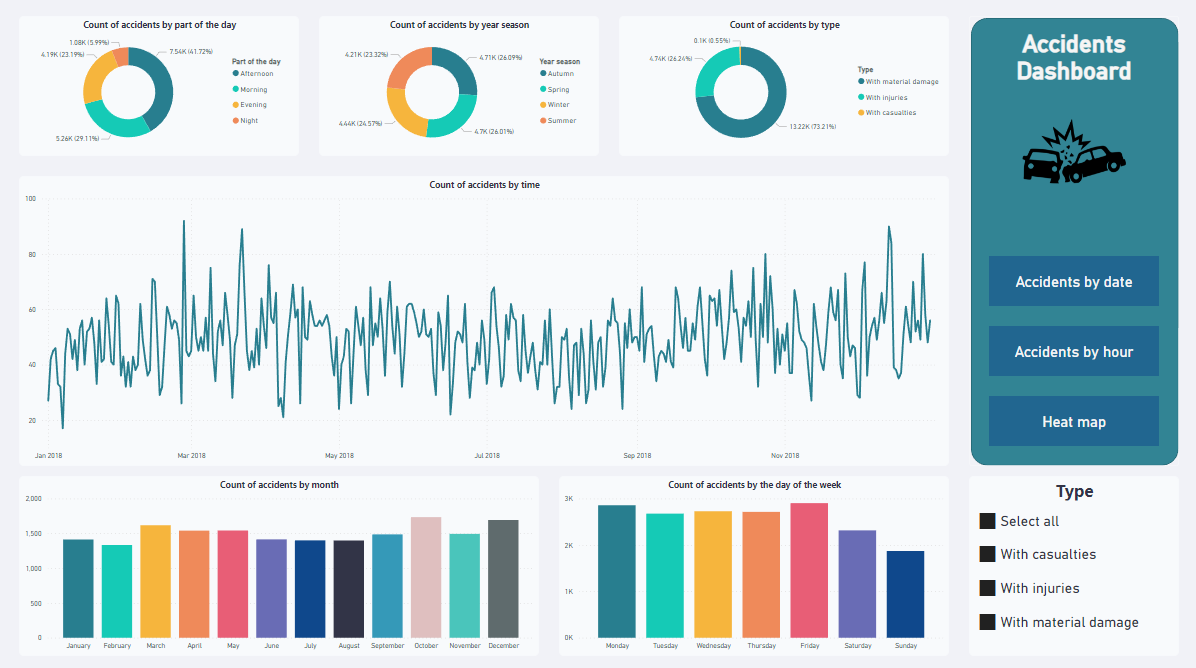 Count of accidents by part of the day
1.08K (5.99%)
4.19K (23.19%)
7.54K (41.72%)
5.26K (29.11%)
Part of the day
Afternoon
Morning
Evening
Night
Count of accidents by year season
4.21K (23.32%)
4.71K (26.09%)
4.44K (24.57%)
4.7K (26.01%)
Year season
Autumn
Spring
Winter
Summer
Count of accidents by type
0.1K (0.55%)
4.74K (26.24%)
13.22K (73.21%)
Type
With material damage
With injuries
With casualties
Accidents
Dashboard
Accidents by date
Accidents by hour
Heat map
Count of accidents by time
100
80
60
40
20
Jan 2018
Mar 2018
May 2018
Jul 2018
Sep 2018
Nov 2018
Count of accidents by month
2,000
1,500
1,000
500
0
January
February
March
April
May
June
July
August
September
October
November
December
Count of accidents by the day of the week
3K
2K
1K
0K
Monday
Tuesday
Wednesday
Thursday
Friday
Saturday
Sunday
Type
Select all
With casualties
With injuries
With material damage